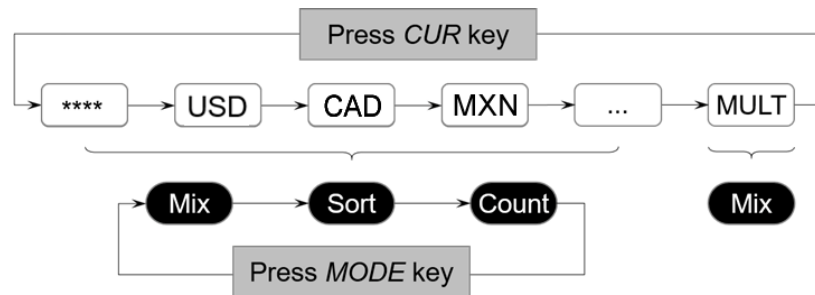 Press CUR key
**** USD CAD MXN ... MULT
Mix Sort Count Mix
Press MODE key